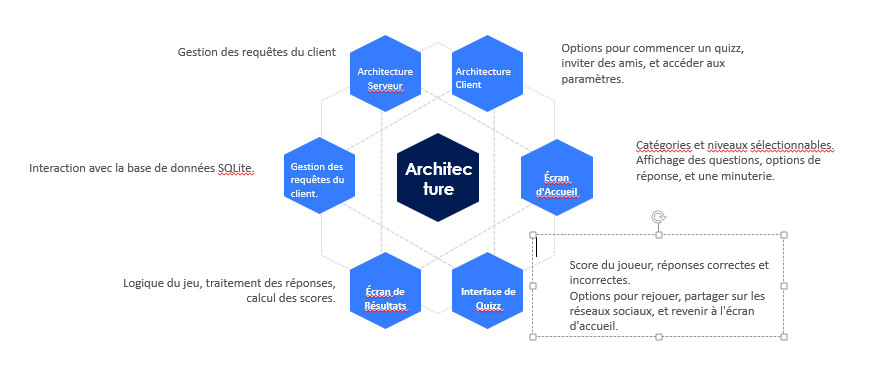 Gestion des requêtes du client
Architecture
Serveur
Architecture
Client
Options pour commencer un quizz,
inviter des amis, et accéder aux
paramètres.
Interaction avec la base de données SQLite.
Gestion des
requêtes du
client.
Architec
ture
Écran
d'Accueil
Catégories et niveaux sélectionnables.
Affichage des questions, options de
réponse, et une minuterie.
Logique du jeu, traitement des réponses,
calcul des scores.
Écran de
Résultats
Interface de
Quizz
Score du joueur, réponses correctes et
incorrectes.
Options pour rejouer, partager sur les
réseaux sociaux, et revenir à l'écran
d'accueil.